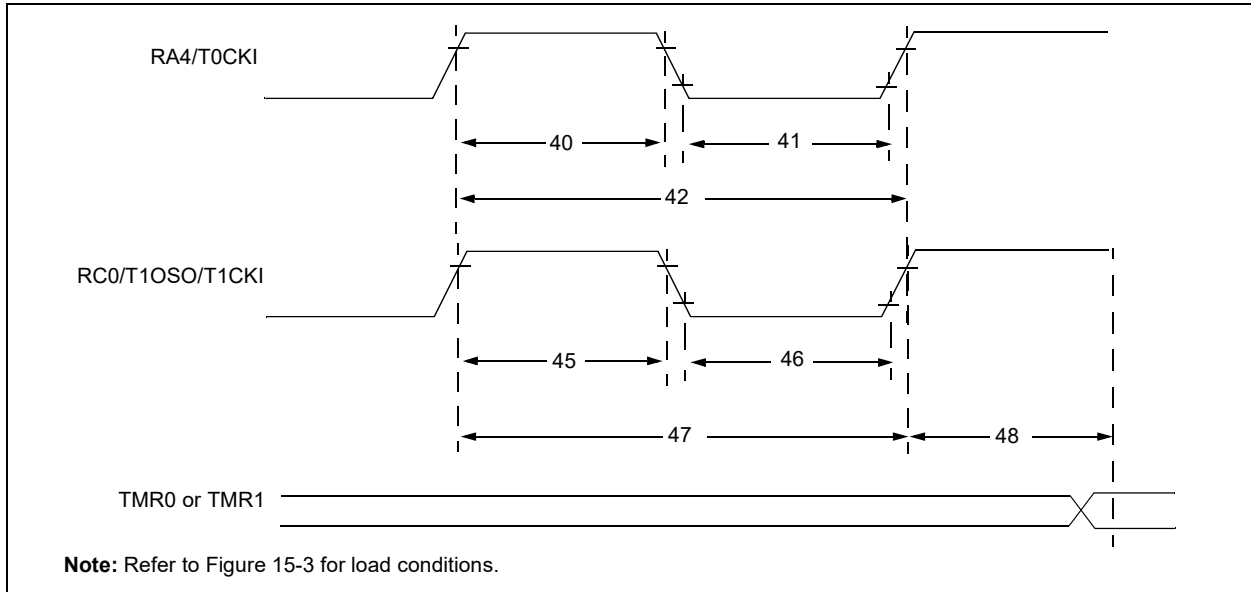 RA4/T0CKI
40
41
42
RC0/T1OSO/T1CKI
45
46
47
48
TMR0 or TMR1
Note: Refer to Figure 15-3 for load conditions.